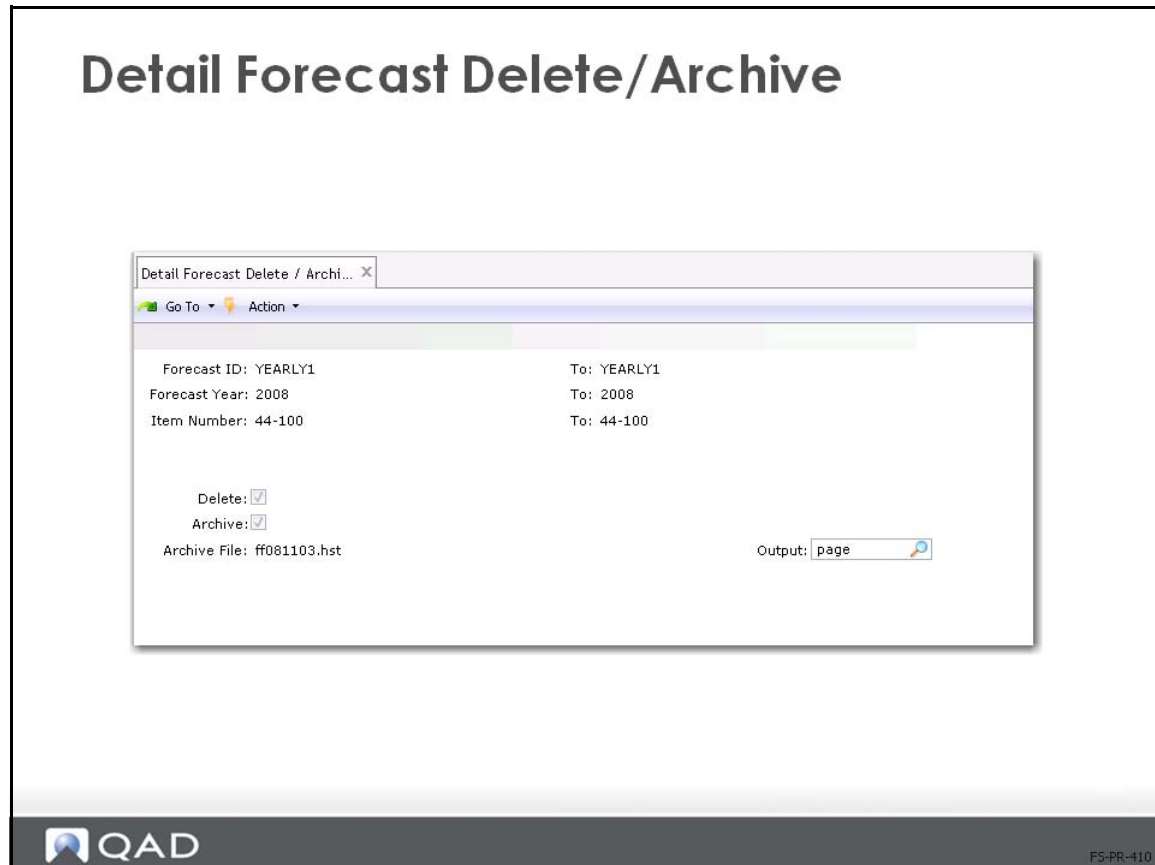 Detail Forecast Delete/Archive
Detail Forecast Delete / Archi...
Go To Action
Forecast ID: YEARLY1 To: YEARLY1
Forecast Year: 2008 To: 2008
Item Number: 44-100 To: 44-100
Delete:
Archive:
Archive File: ff081103.hst Output: page
QAD
FS-PR-410